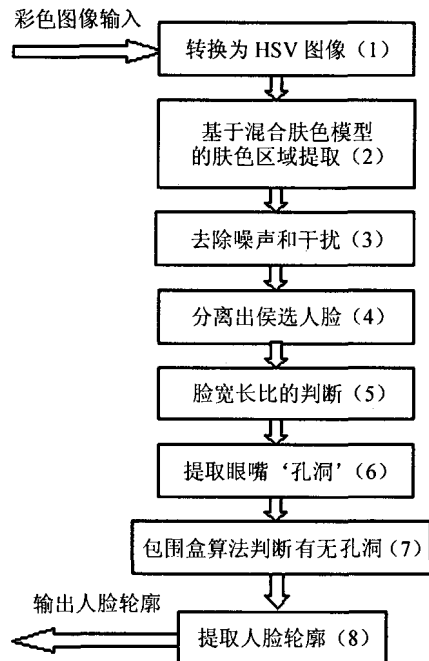 彩色图像输入
转换为 HSV 图像（1）
基于混合肤色模型
的肤色区域提取（2）
去除噪声和干扰（3）
分离出侯选人脸（4）
脸宽长比的判断（5）
提取眼嘴‘孔洞’（6）
包围盒算法判断有无孔洞（7）
输出人脸轮廓
提取人脸轮廓（8）